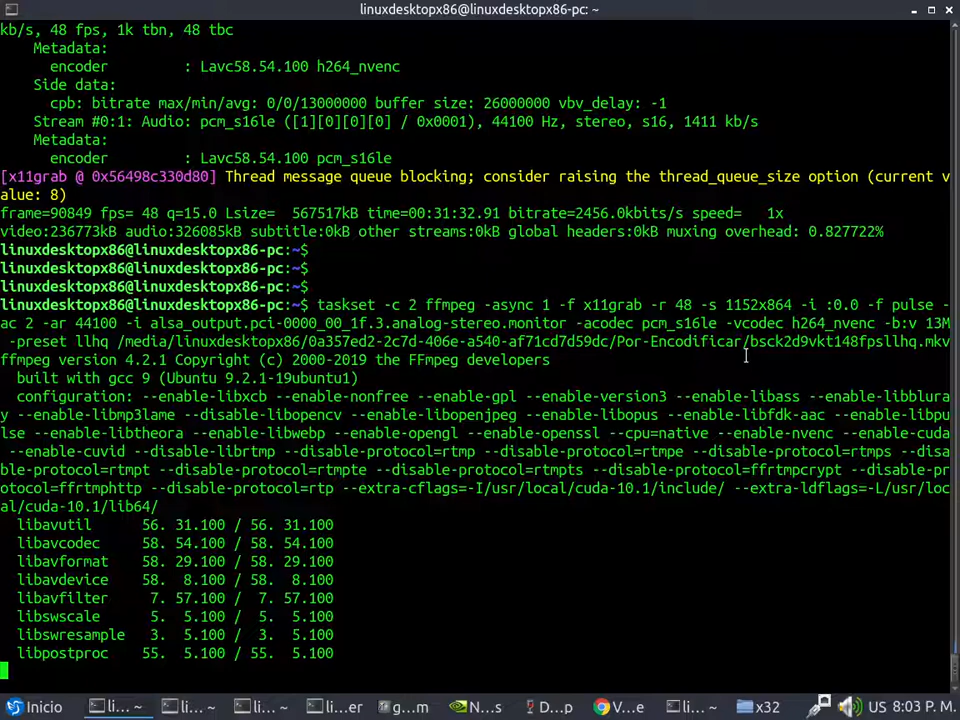 linuxdesktopx86@linuxdesktopx86-pc: ~
kb/s, 48 fps, 1k tbn, 48 tbc
    Metadata:
      encoder         : Lavc58.54.100 h264_nvenc
    Side data:
      cpb: bitrate max/min/avg: 0/0/13000000 buffer size: 26000000 vbv_delay: -1
    Stream #0:1: Audio: pcm_s16le ([1][0][0][0] / 0x0001), 44100 Hz, stereo, s16, 1411 kb/s
    Metadata:
      encoder         : Lavc58.54.100 pcm_s16le
[x11grab @ 0x56498c330d80] Thread message queue blocking; consider raising the thread_queue_size option (current v
alue: 8)
frame=90849 fps= 48 q=15.0 Lsize=  567517kB time=00:31:32.91 bitrate=2456.0kbits/s speed=   1x
video:236773kB audio:326085kB subtitle:0kB other streams:0kB global headers:0kB muxing overhead: 0.827722%
linuxdesktopx86@linuxdesktopx86-pc:~$
linuxdesktopx86@linuxdesktopx86-pc:~$
linuxdesktopx86@linuxdesktopx86-pc:~$
linuxdesktopx86@linuxdesktopx86-pc:~$ taskset -c 2 ffmpeg -async 1 -f x11grab -r 48 -s 1152x864 -i :0.0 -f pulse -
ac 2 -ar 44100 -i alsa_output.pci-0000_00_1f.3.analog-stereo.monitor -acodec pcm_s16le -vcodec h264_nvenc -b:v 13M
 -preset llhq /media/linuxdesktopx86/0a357ed2-2c7d-406e-a540-af71cd7d59dc/Por-Encodificar/bsck2d9vkt148fpsllhq.mkv
ffmpeg version 4.2.1 Copyright (c) 2000-2019 the FFmpeg developers
  built with gcc 9 (Ubuntu 9.2.1-19ubuntu1)
  configuration: --enable-libxcb --enable-nonfree --enable-gpl --enable-version3 --enable-libass --enable-liblura
y --enable-libmp3lame --disable-libopencv --enable-libopenjpeg --enable-libopus --enable-libfdk-aac --enable-libpu
lse --enable-libtheora --enable-libwebp --enable-opengl --enable-openssl --cpu=native --enable-nvenc --enable-cuda
 --enable-cuvid --disable-librtmp --disable-protocol=rtmp --disable-protocol=rtmpe --disable-protocol=rtmps --disa
ble-protocol=rtmpt --disable-protocol=rtmpte --disable-protocol=rtmpts --disable-protocol=ffrtmpcrypt --disable-pr
otocol=ffrtmphttp --disable-protocol=rtp --extra-cflags=-I/usr/local/cuda-10.1/include/ --extra-ldflags=-L/usr/loc
al/cuda-10.1/lib64/
  libavutil      56. 31.100 / 56. 31.100
  libavcodec     58. 54.100 / 58. 54.100
  libavformat    58. 29.100 / 58. 29.100
  libavdevice    58.  8.100 / 58.  8.100
  libavfilter     7. 57.100 /  7. 57.100
  libswscale      5.  5.100 /  5.  5.100
  libswresample   3.  5.100 /  3.  5.100
  libpostproc    55.  5.100 / 55.  5.100
Inicio li... ~ li... ~ li... ~ li...er g...m N...s D...p V...e li... ~ x32 US 8:03 P. M.